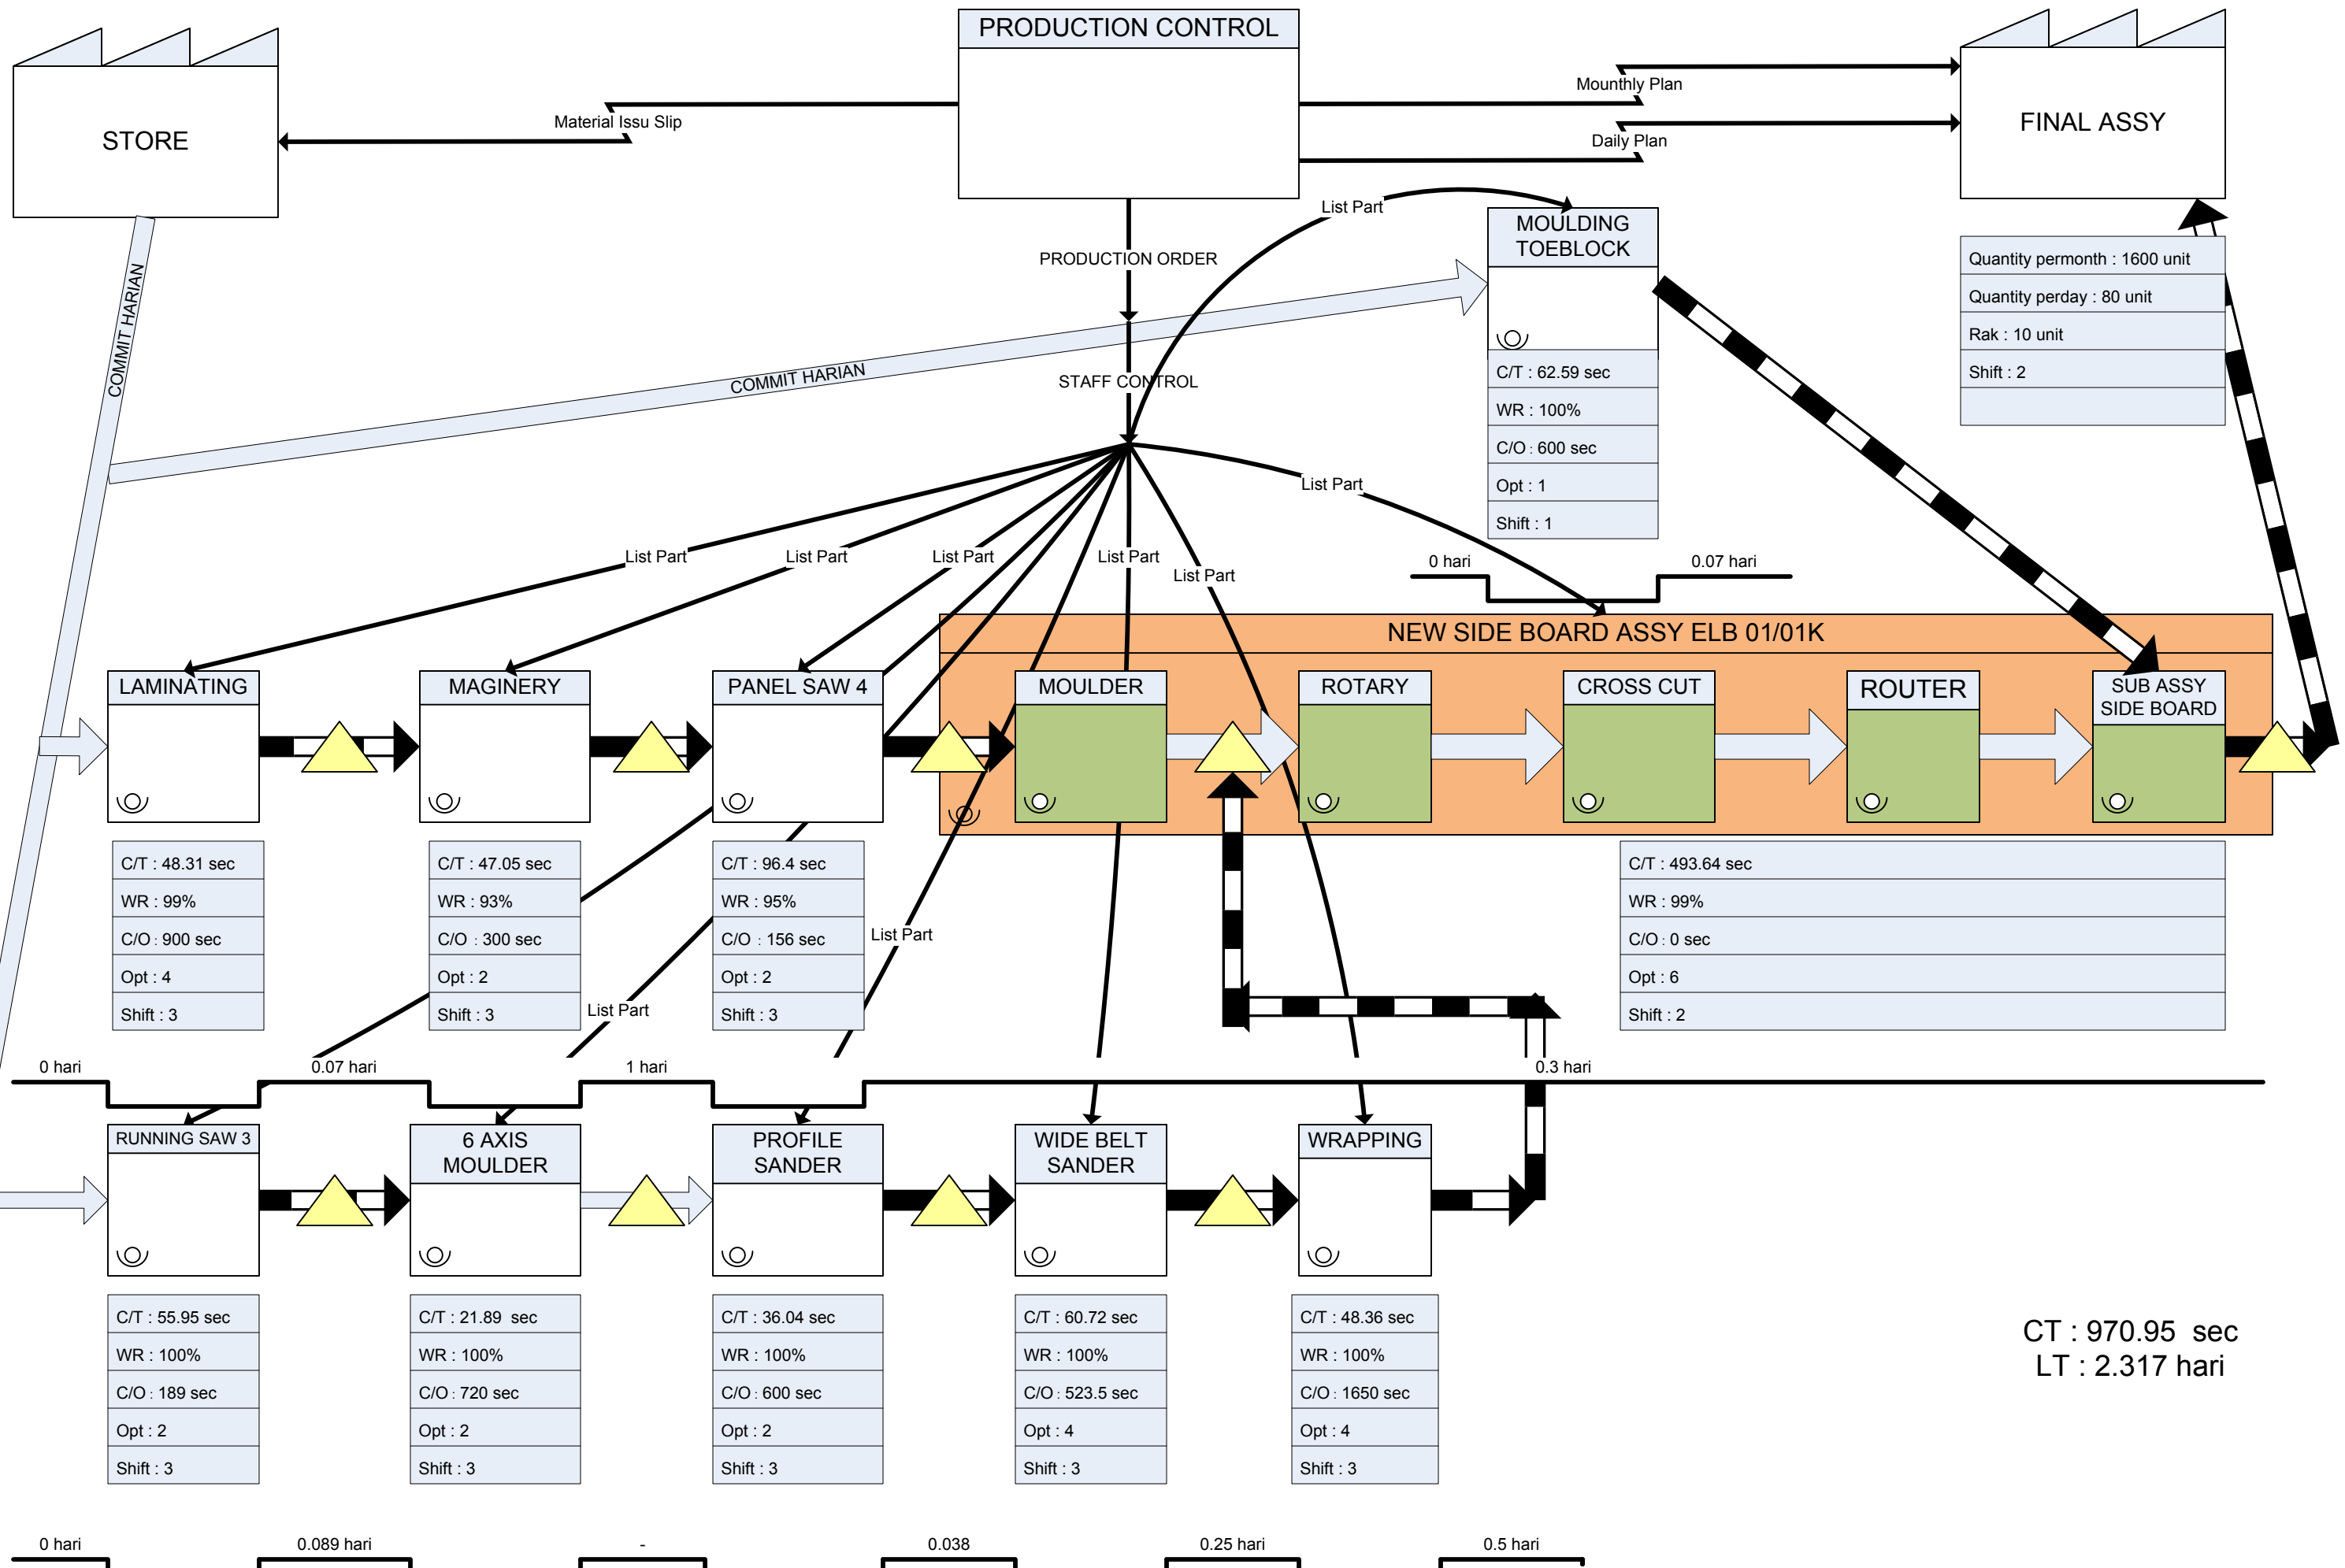 PRODUCTION CONTROL
STORE
Material Issu Slip
Mounthly Plan
Daily Plan
FINAL ASSY
List Part
MOULDING
TOEBLOCK
PRODUCTION ORDER
COMMIT HARIAN
COMMIT HARIAN
STAFF CONTROL
Quantity permonth : 1600 unit
Quantity perday : 80 unit
Rak : 10 unit
Shift : 2
C/T : 62.59 sec
WR : 100%
C/O : 600 sec
Opt : 1
Shift : 1
List Part
List Part
List Part
List Part
List Part
List Part
0 hari
0.07 hari
NEW SIDE BOARD ASSY ELB 01/01K
LAMINATING
MAGINERY
PANEL SAW 4
MOULDER
ROTARY
CROSS CUT
ROUTER
SUB ASSY
SIDE BOARD
C/T : 48.31 sec
WR : 99%
C/O : 900 sec
Opt : 4
Shift : 3
C/T : 47.05 sec
WR : 93%
C/O : 300 sec
Opt : 2
Shift : 3
C/T : 96.4 sec
WR : 95%
C/O : 156 sec
Opt : 2
Shift : 3
List Part
List Part
C/T : 493.64 sec
WR : 99%
C/O : 0 sec
Opt : 6
Shift : 2
0 hari
0.07 hari
1 hari
0.3 hari
RUNNING SAW 3
6 AXIS
MOULDER
PROFILE
SANDER
WIDE BELT
SANDER
WRAPPING
C/T : 55.95 sec
WR : 100%
C/O : 189 sec
Opt : 2
Shift : 3
C/T : 21.89 sec
WR : 100%
C/O : 720 sec
Opt : 2
Shift : 3
C/T : 36.04 sec
WR : 100%
C/O : 600 sec
Opt : 2
Shift : 3
C/T : 60.72 sec
WR : 100%
C/O : 523.5 sec
Opt : 4
Shift : 3
C/T : 48.36 sec
WR : 100%
C/O : 1650 sec
Opt : 4
Shift : 3
CT : 970.95 sec
LT : 2.317 hari
0 hari
0.089 hari
-
0.038
0.25 hari
0.5 hari